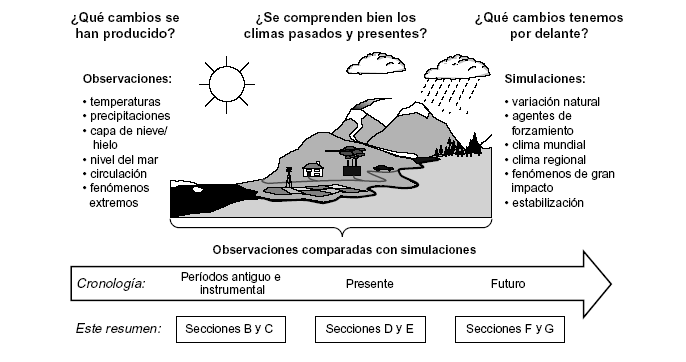 ¿Qué cambios se
han producido?
¿Se comprenden bien los
climas pasados y presentes?
¿Qué cambios tenemos
por delante?
Observaciones:
• temperaturas
• precipitaciones
• capa de nieve/
hielo
• nivel del mar
• circulación
• fenómenos
extremos
Simulaciones:
• variación natural
• agentes de
forzamiento
• clima mundial
• clima regional
• fenómenos de gran
impacto
• estabilización
Observaciones comparadas con simulaciones
Cronología:
Períodos antiguo e
instrumental
Presente
Futuro
Este resumen:
Secciones B y C
Secciones D y E
Secciones F y G